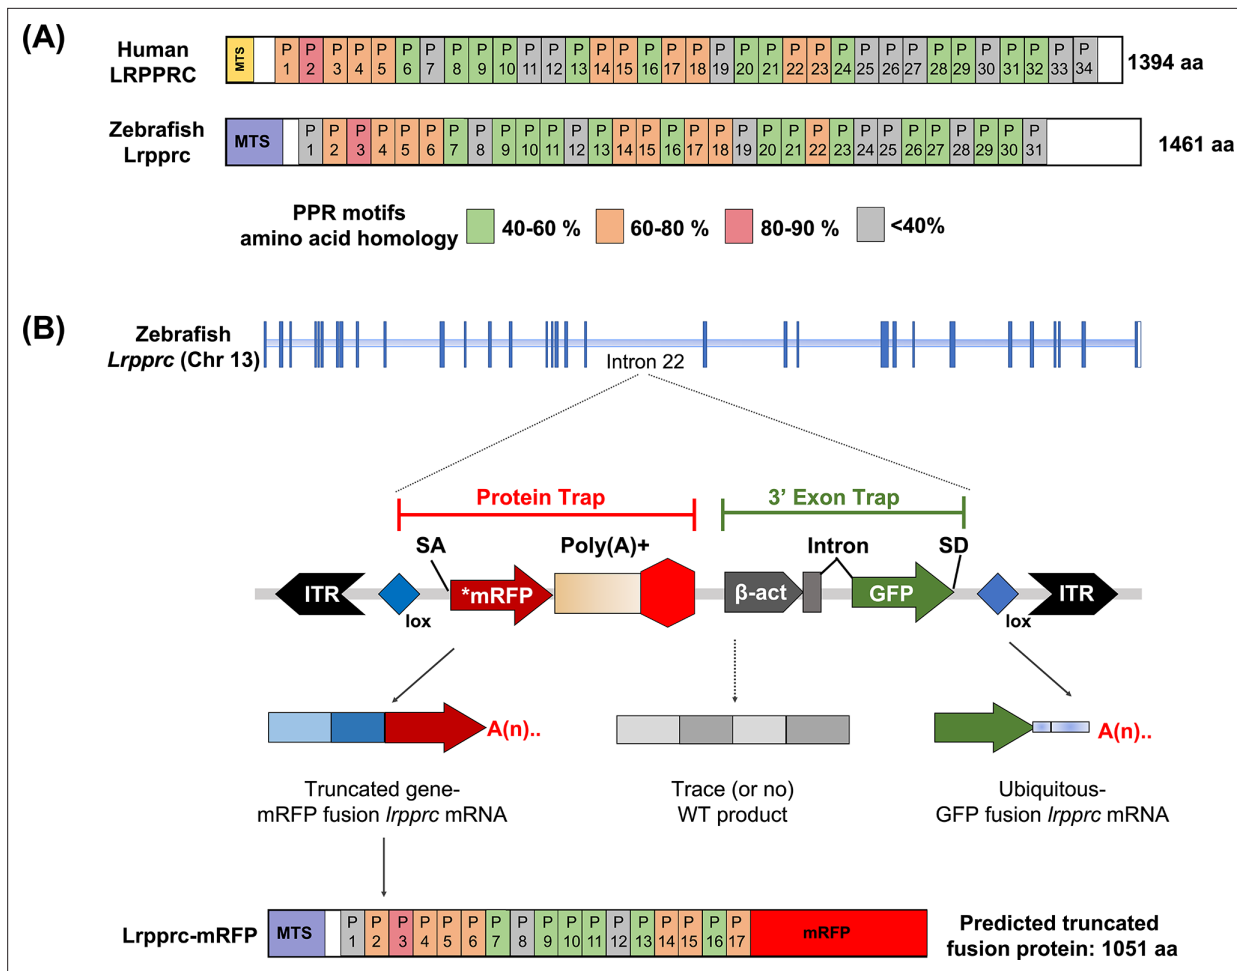 (A)
Human
LRPPRC
MTS
P P P P P P P P P P P P P P P P P P P P P P P P P P P P P P P P P P
1 2 3 4 5 6 7 8 9 10 11 12 13 14 15 16 17 18 19 20 21 22 23 24 25 26 27 28 29 30 31 32 33 34
1394 aa
Zebrafish
Lrpprc
MTS
P P P P P P P P P P P P P P P P P P P P P P P P P P P P P P P
1 2 3 4 5 6 7 8 9 10 11 12 13 14 15 16 17 18 19 20 21 22 23 24 25 26 27 28 29 30 31
1461 aa
PPR motifs
amino acid homology
40-60 %
60-80 %
80-90 %
<40%
(B)
Zebrafish
Lrpprc (Chr 13)
Intron 22
Protein Trap
3’ Exon Trap
SA
Poly(A)+
Intron
SD
ITR
lox
*mRFP
β-act
GFP
lox
ITR
A(n)..
A(n)..
Truncated gene-
mRFP fusion lrpprc mRNA
Trace (or no)
WT product
Ubiquitous-
GFP fusion lrpprc mRNA
Lrpprc-mRFP
MTS
P P P P P P P P P P P P P P P P P
1 2 3 4 5 6 7 8 9 10 11 12 13 14 15 16 17
mRFP
Predicted truncated
fusion protein: 1051 aa